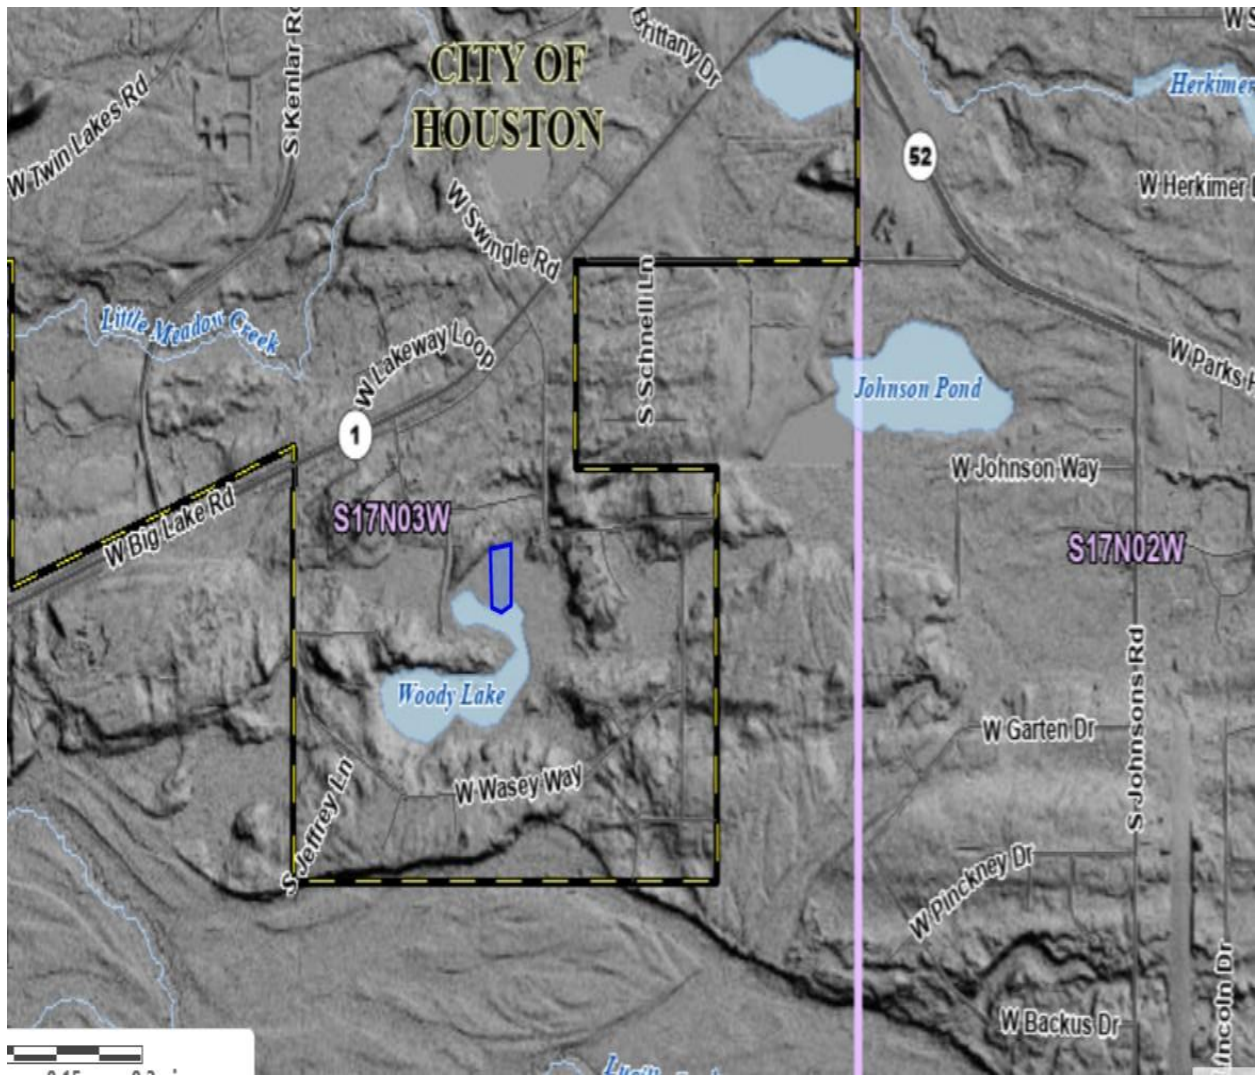 W S
S Kenlar Rd
Brittany Dr
CITY OF
HOUSTON
W Twin Lakes Rd
Herkimer
52
W Herkimer
W Swingle Rd
S Schnell Ln
Little Meadow Creek
W Lakeway Loop
W Parks H
Johnson Pond
1
W Johnson Way
W Big Lake Rd
S17N03W
S17N02W
Woody Lake
S Johnsons Rd
W Garten Dr
W Wasey Way
S Jeffrey Ln
W Pinckney Dr
Lincoln Dr
W Backus Dr